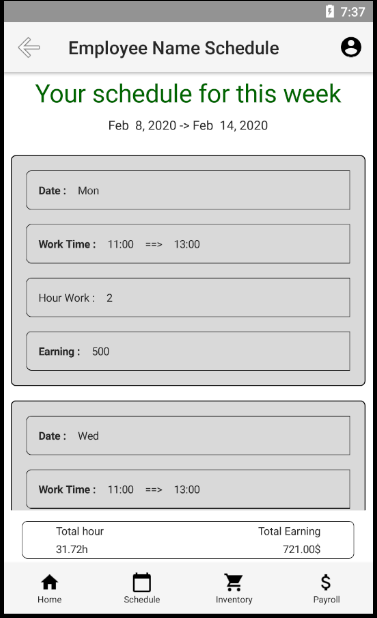 7:37
Employee Name Schedule
Your schedule for this week
Feb 8, 2020 -> Feb 14, 2020
Date : Mon
Work Time : 11:00 ==> 13:00
Hour Work : 2
Earning : 500
Date : Wed
Work Time : 11:00 ==> 13:00
Total hour Total Earning
31.72h 721.00$
Home Schedule Inventory Payroll